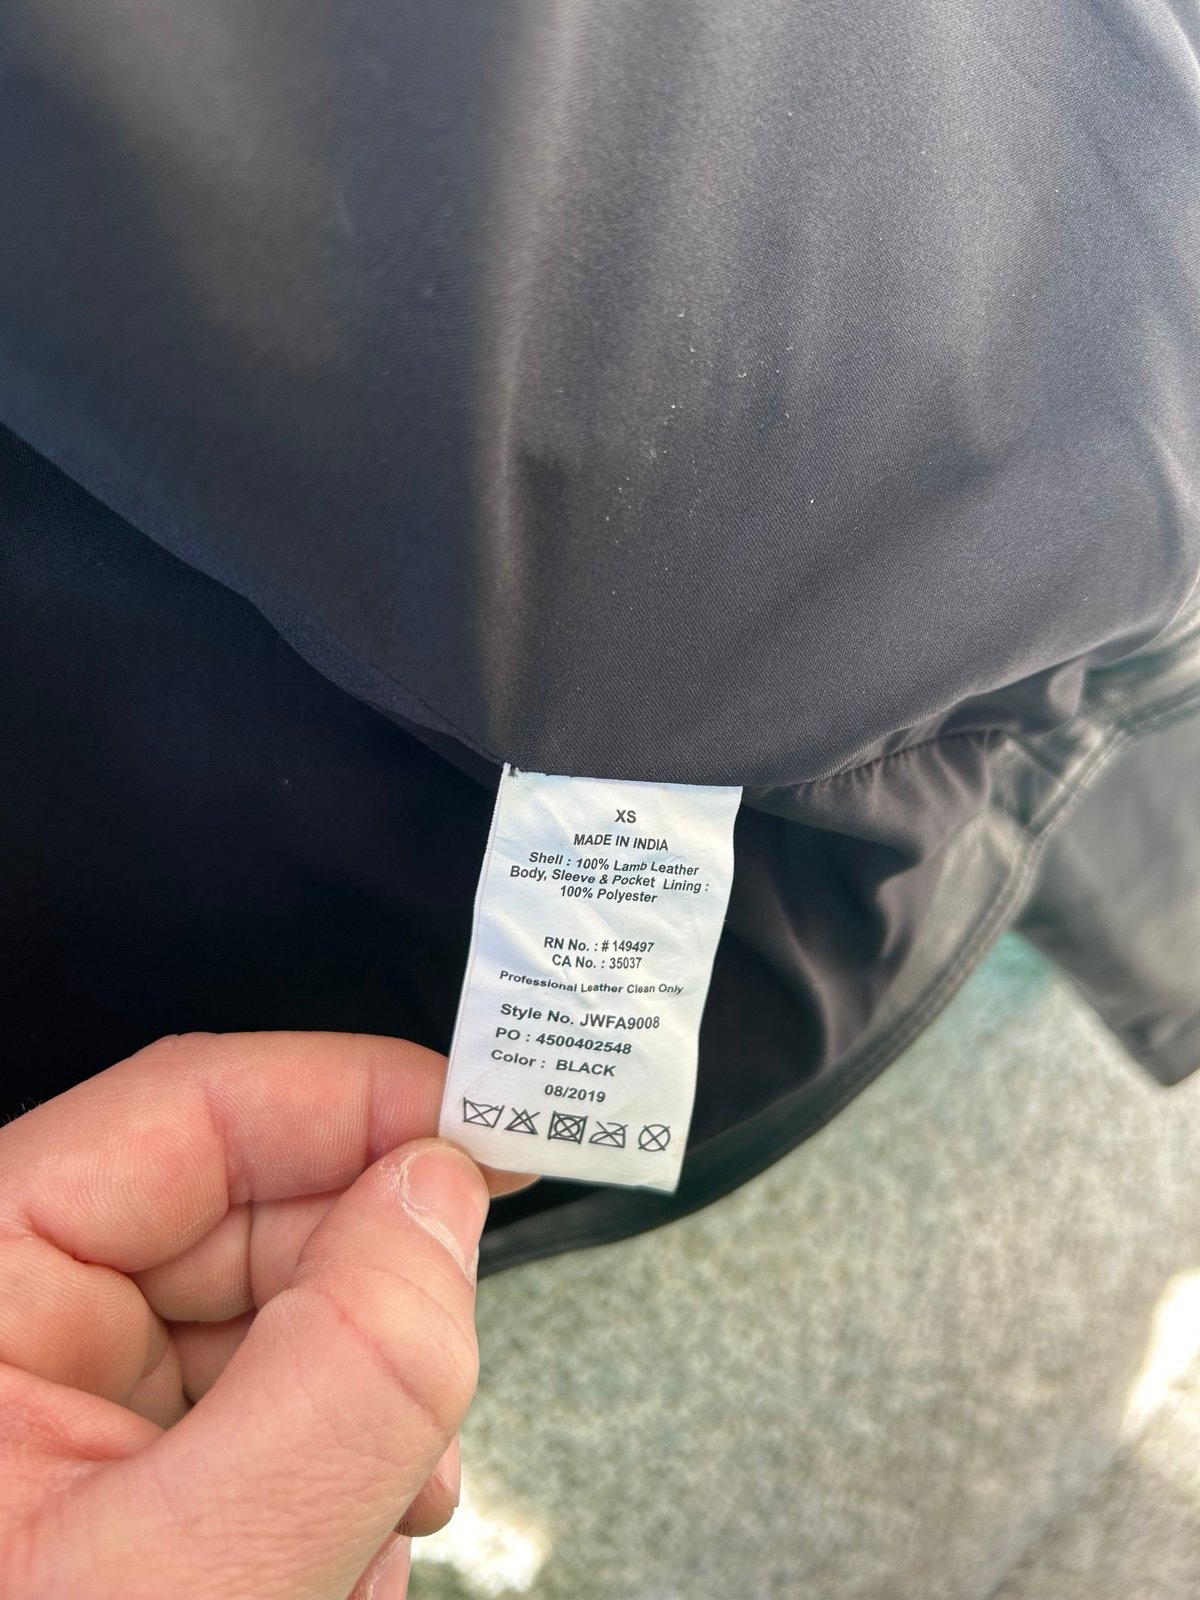 XS
MADE IN INDIA
Shell : 100% Lamb Leather
Body, Sleeve & Pocket Lining :
100% Polyester
RN No. : # 149497
CA No. : 35037
Professional Leather Clean Only
Style No. JWFA9008
PO : 4500402548
Color : BLACK
08/2019